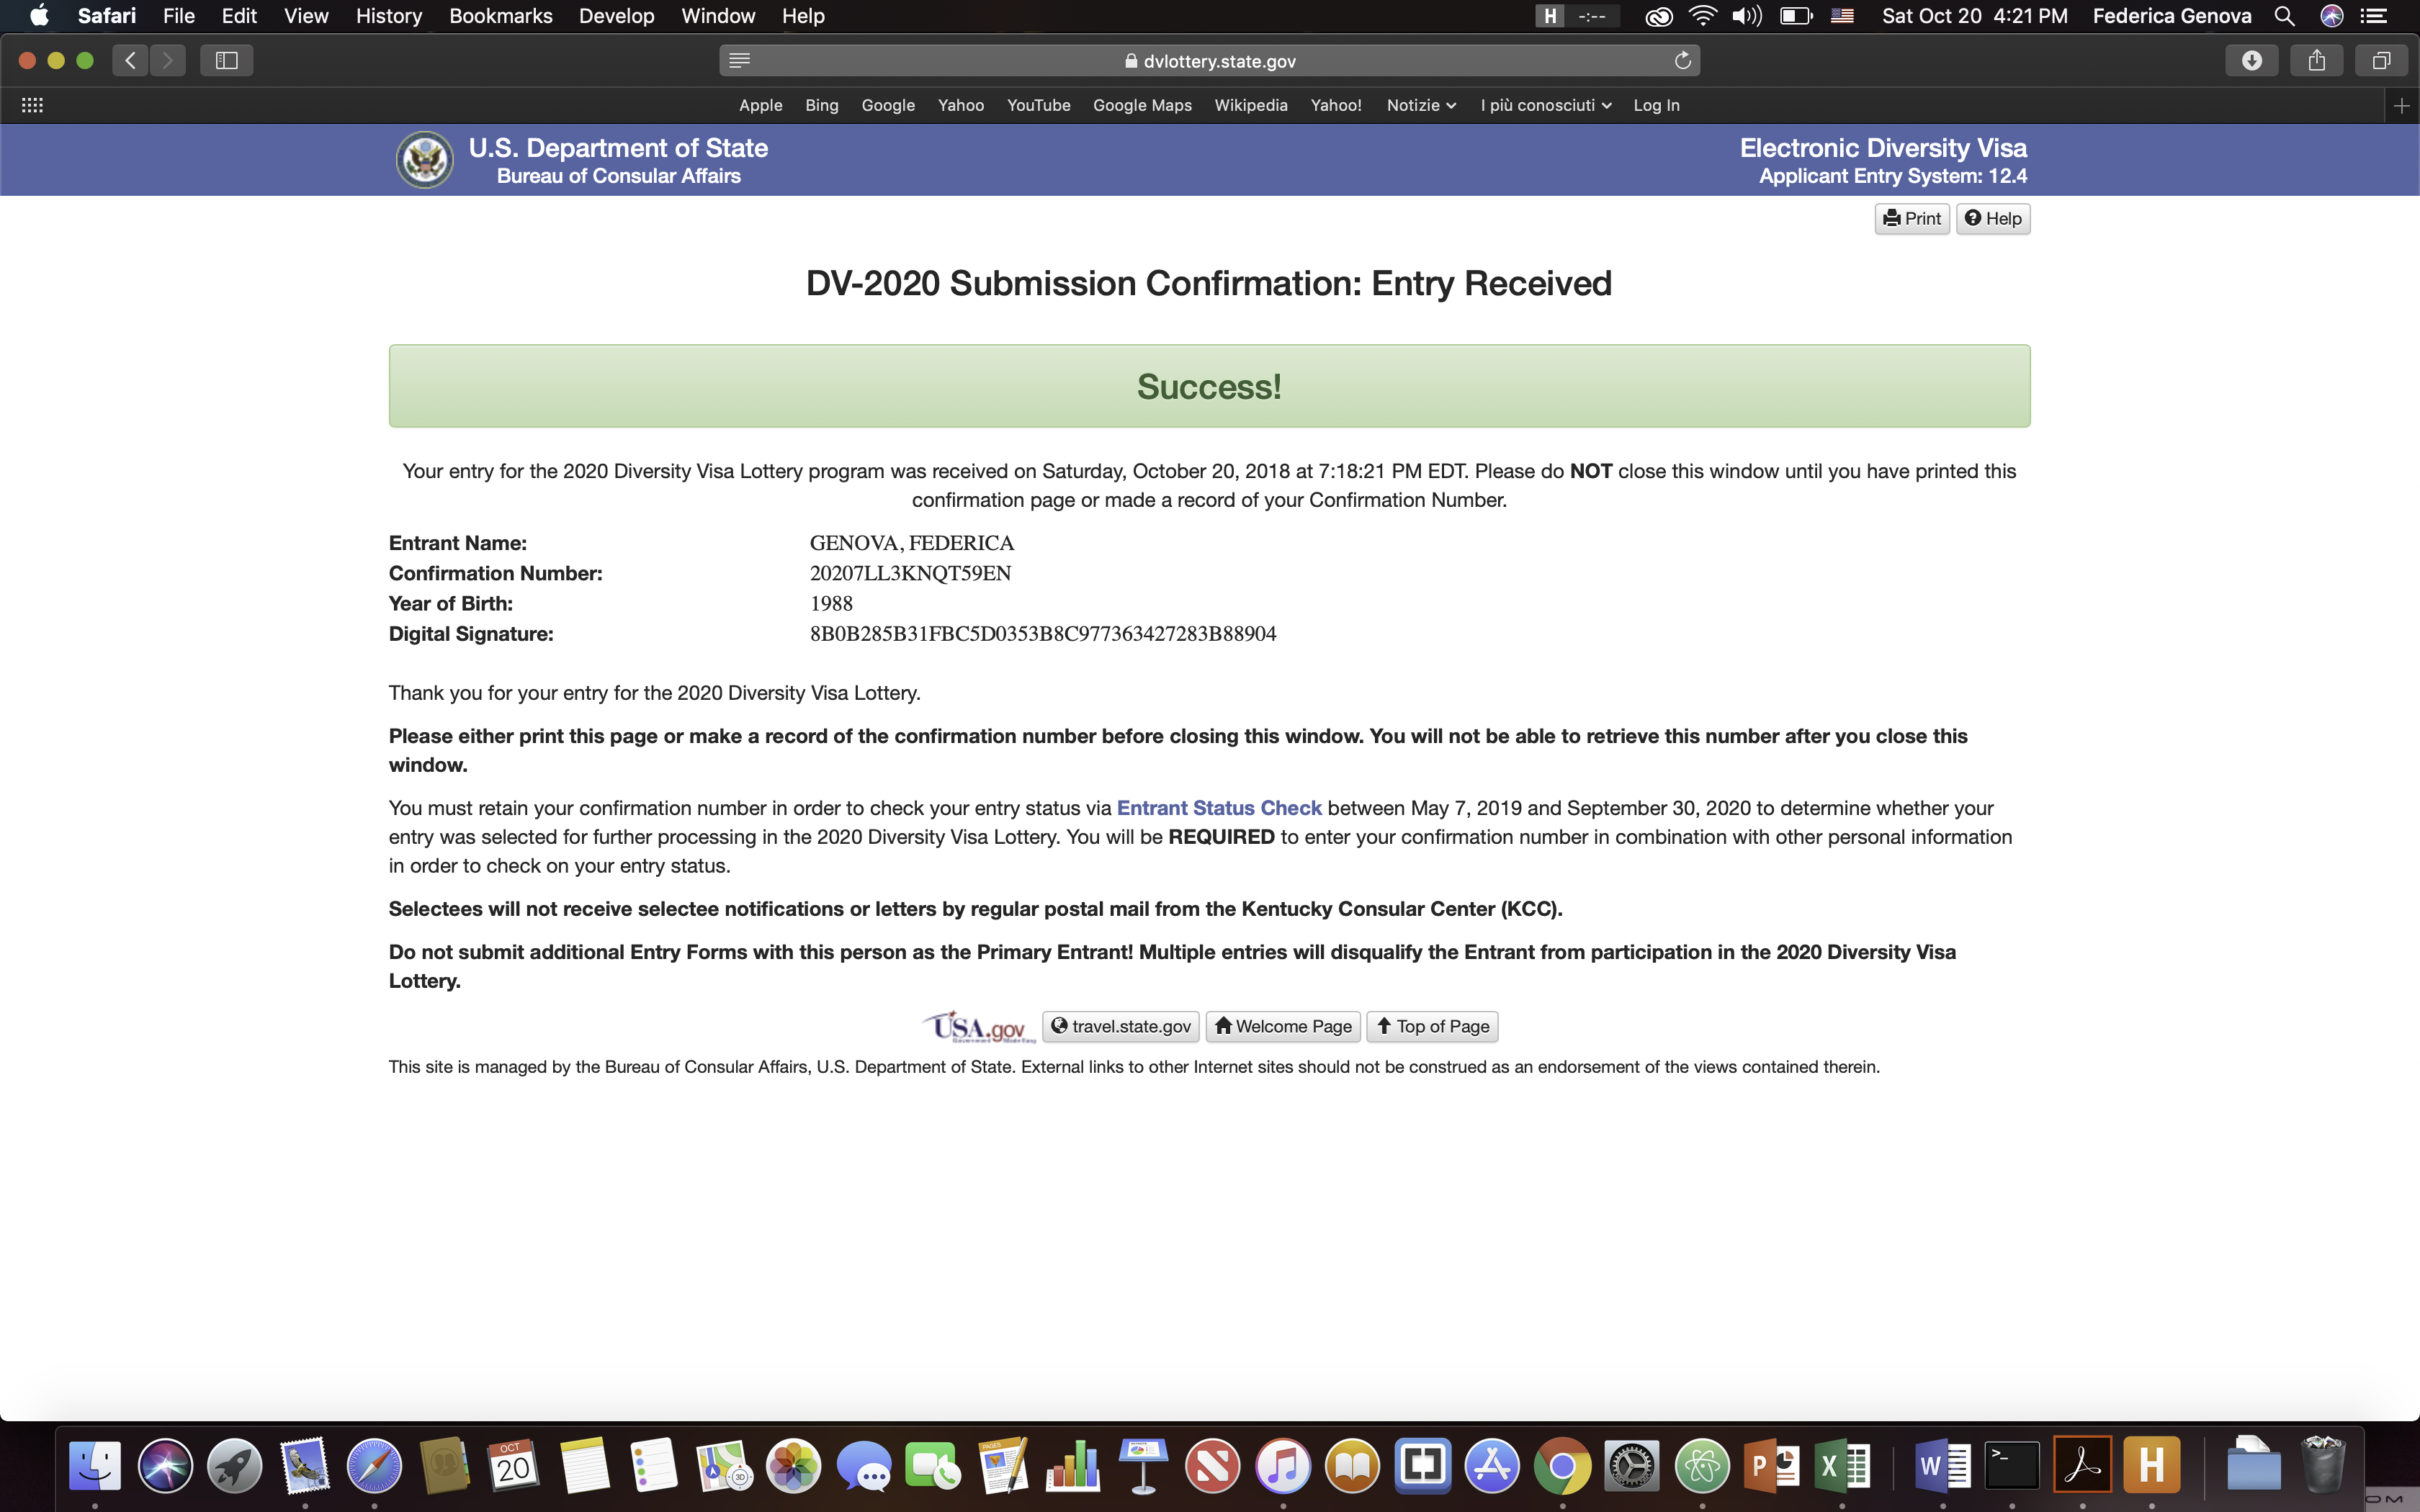 Safari File Edit View History Bookmarks Develop Window Help H -:-- Sat Oct 20 4:21 PM Federica Genova
dvlottery.state.gov
Apple Bing Google Yahoo YouTube Google Maps Wikipedia Yahoo! Notizie I più conosciuti Log In
U.S. Department of State
Bureau of Consular Affairs
Electronic Diversity Visa
Applicant Entry System: 12.4
Print Help
DV-2020 Submission Confirmation: Entry Received
Success!
Your entry for the 2020 Diversity Visa Lottery program was received on Saturday, October 20, 2018 at 7:18:21 PM EDT. Please do NOT close this window until you have printed this
confirmation page or made a record of your Confirmation Number.
Entrant Name: GENOVA, FEDERICA
Confirmation Number: 20207LL3KNQT59EN
Year of Birth: 1988
Digital Signature: 8B0B285B31FBC5D0353B8C977363427283B88904
Thank you for your entry for the 2020 Diversity Visa Lottery.
Please either print this page or make a record of the confirmation number before closing this window. You will not be able to retrieve this number after you close this
window.
You must retain your confirmation number in order to check your entry status via Entrant Status Check between May 7, 2019 and September 30, 2020 to determine whether your
entry was selected for further processing in the 2020 Diversity Visa Lottery. You will be REQUIRED to enter your confirmation number in combination with other personal information
in order to check on your entry status.
Selectees will not receive selectee notifications or letters by regular postal mail from the Kentucky Consular Center (KCC).
Do not submit additional Entry Forms with this person as the Primary Entrant! Multiple entries will disqualify the Entrant from participation in the 2020 Diversity Visa
Lottery.
USA.gov travel.state.gov Welcome Page Top of Page
This site is managed by the Bureau of Consular Affairs, U.S. Department of State. External links to other Internet sites should not be construed as an endorsement of the views contained therein.
OCT
20
3D
PAGES
P X W >_ H